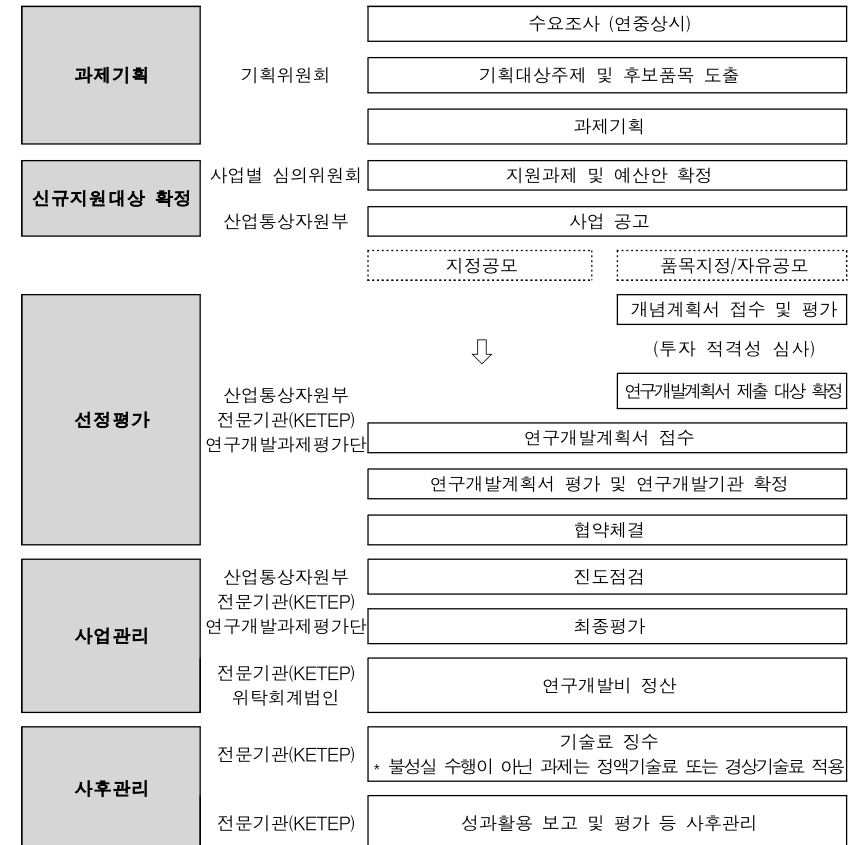 과제기획
기획위원회
수요조사 (연중상시)
기획대상주제 및 후보품목 도출
과제기획
신규지원대상 확정
사업별 심의위원회
지원과제 및 예산안 확정
산업통상자원부
사업 공고
지정공모
품목지정/자유공모
선정평가
산업통상자원부
전문기관(KETEP)
연구개발과제평가단
개념계획서 접수 및 평가
(투자 적격성 심사)
연구개발계획서 제출 대상 확정
연구개발계획서 접수
연구개발계획서 평가 및 연구개발기관 확정
협약체결
사업관리
산업통상자원부
전문기관(KETEP)
연구개발과제평가단
진도점검
최종평가
전문기관(KETEP)
위탁회계법인
연구개발비 정산
사후관리
전문기관(KETEP)
기술료 징수
* 불성실 수행이 아닌 과제는 정액기술료 또는 경상기술료 적용
전문기관(KETEP)
성과활용 보고 및 평가 등 사후관리